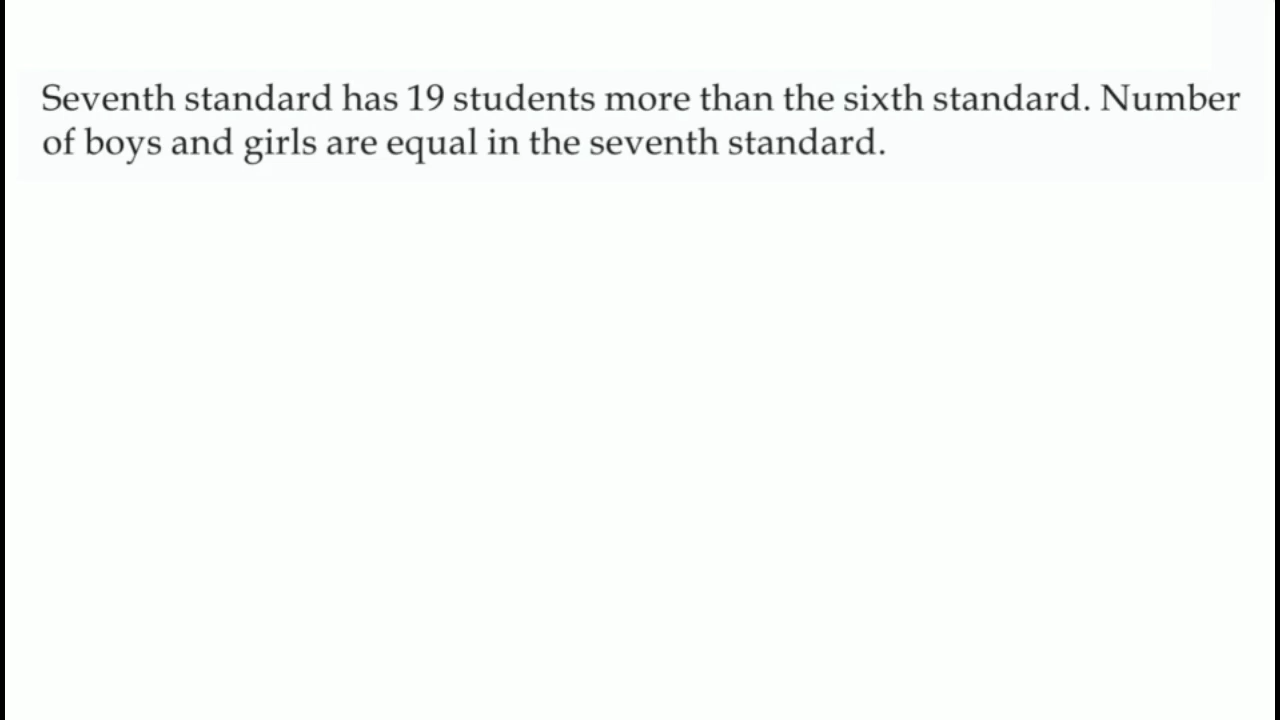 Seventh standard has 19 students more than the sixth standard. Number
of boys and girls are equal in the seventh standard.